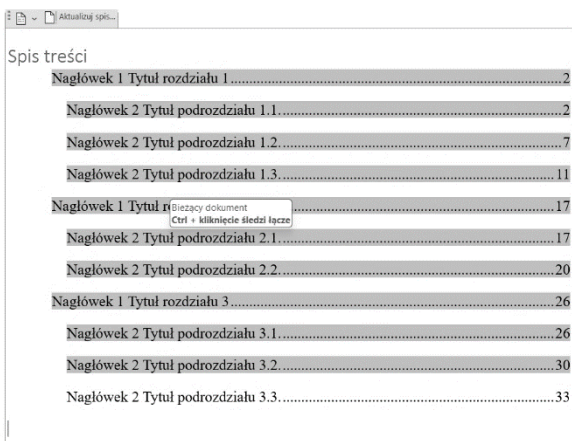 Aktualizuj spis...
Spis treści
Nagłówek 1 Tytuł rozdziału 1........................2
Nagłówek 2 Tytuł podrozdziału 1.1........................2
Nagłówek 2 Tytuł podrozdziału 1.2........................7
Nagłówek 2 Tytuł podrozdziału 1.3........................11
Nagłówek 1 Tytuł ........................17
Bieżący dokument
Ctrl + kliknięcie śledzi łącze
Nagłówek 2 Tytuł podrozdziału 2.1........................17
Nagłówek 2 Tytuł podrozdziału 2.2........................20
Nagłówek 1 Tytuł rozdziału 3........................26
Nagłówek 2 Tytuł podrozdziału 3.1........................26
Nagłówek 2 Tytuł podrozdziału 3.2........................30
Nagłówek 2 Tytuł podrozdziału 3.3........................33